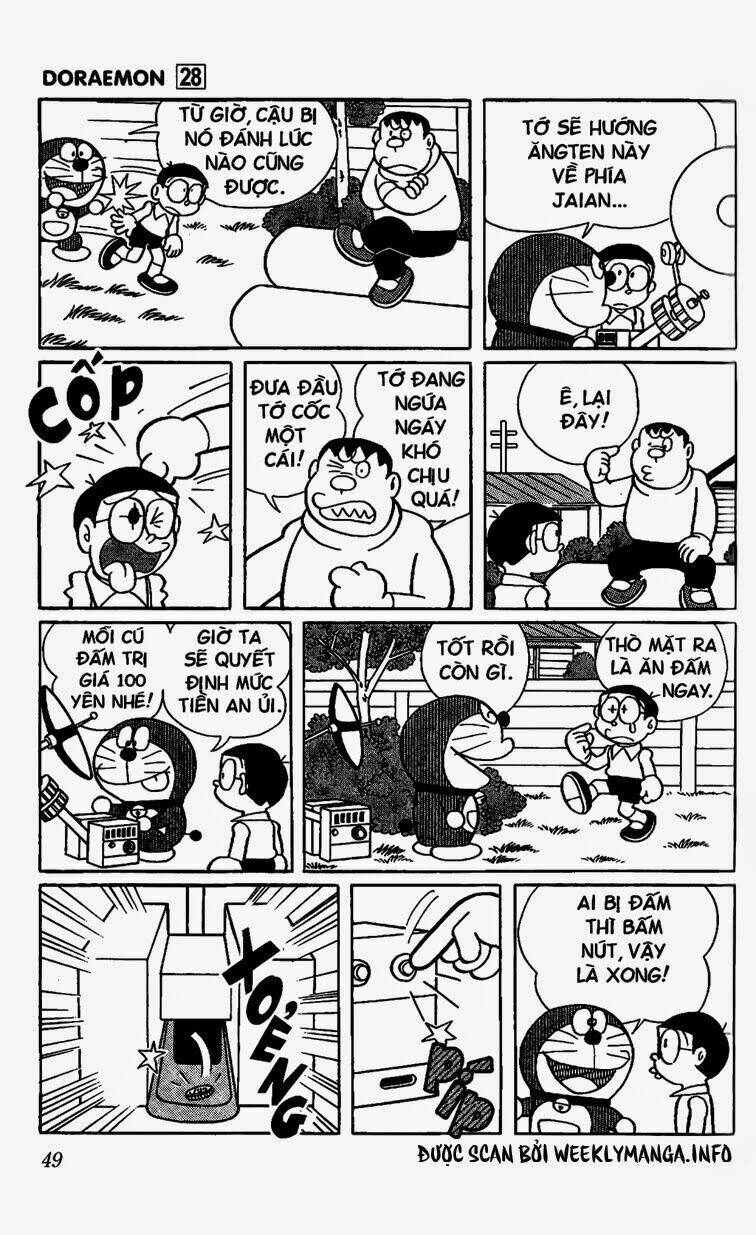 DORAEMON 28
TỚ SẼ HƯỚNG
ĂNGTEN NÀY
VỀ PHÍA
JAIAN...
TỪ GIỜ, CẬU BỊ
NÓ ĐÁNH LÚC
NÀO CŨNG
ĐƯỢC.
Ê, LẠI
ĐÂY!
TỚ ĐANG
NGỨA
NGÁY
KHÓ
CHỊU
QUÁ!
ĐƯA ĐẦU
TỚ CỐC
MỘT
CÁI!
CỐP
THÒ MẶT RA
LÀ ĂN ĐẤM
NGAY.
TỐT RỒI
CÒN GÌ.
GIỜ TA
SẼ QUYẾT
ĐỊNH MỨC
TIỀN AN ỦI.
MỖI CÚ
ĐẤM TRỊ
GIÁ 100
YÊN NHÉ!
AI BỊ ĐẤM
THÌ BẤM
NÚT, VẬY
LÀ XONG!
PÍP
XOẺNG
49
ĐƯỢC SCAN BỞI WEEKLYMANGA.INFO